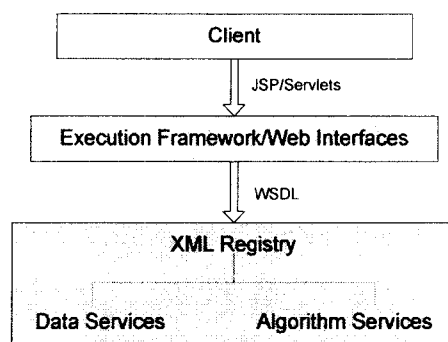 Client
JSP/Servlets
Execution Framework/Web Interfaces
WSDL
XML Registry
Data Services Algorithm Services